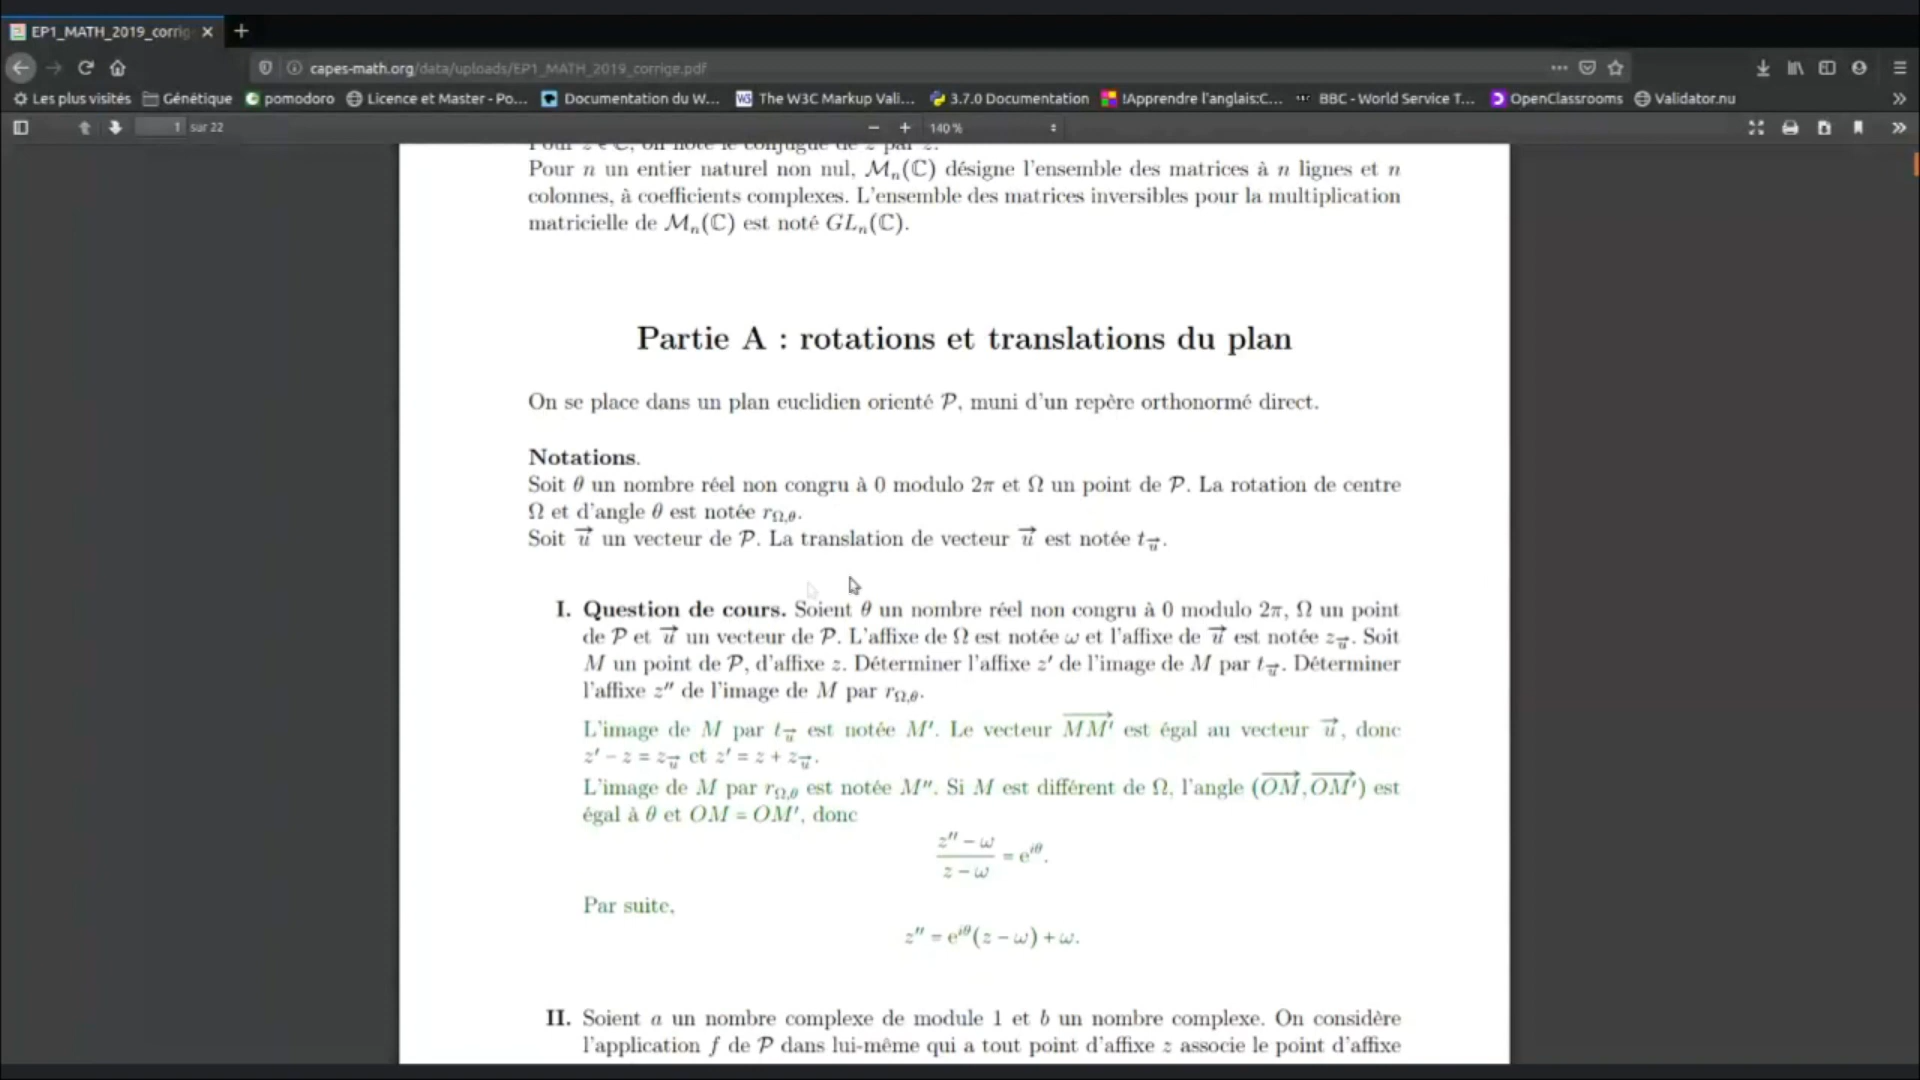 EP1_MATH_2019_corrig
capes-math.org/data/uploads/EP1_MATH_2019_corrige.pdf
Les plus visités Génétique pomodoro Licence et Master - Po... Documentation du W... The W3C Markup Vali... 3.7.0 Documentation !Apprendre l'anglais:C... BBC - World Service T... OpenClassrooms Validator.nu
1 sur 22 140 %
Pour z ∈ ℂ, on note le conjugué de z par z̄.
Pour n un entier naturel non nul, ℳₙ(ℂ) désigne l'ensemble des matrices à n lignes et n
colonnes, à coefficients complexes. L'ensemble des matrices inversibles pour la multiplication
matricielle de ℳₙ(ℂ) est noté GLₙ(ℂ).
Partie A : rotations et translations du plan
On se place dans un plan euclidien orienté 𝒫, muni d'un repère orthonormé direct.
Notations.
Soit θ un nombre réel non congru à 0 modulo 2π et Ω un point de 𝒫. La rotation de centre
Ω et d'angle θ est notée r_{Ω,θ}.
Soit u⃗ un vecteur de 𝒫. La translation de vecteur u⃗ est notée t_{u⃗}.
I. Question de cours. Soient θ un nombre réel non congru à 0 modulo 2π, Ω un point
de 𝒫 et u⃗ un vecteur de 𝒫. L'affixe de Ω est notée ω et l'affixe de u⃗ est notée z_{u⃗}. Soit
M un point de 𝒫, d'affixe z. Déterminer l'affixe z′ de l'image de M par t_{u⃗}. Déterminer
l'affixe z″ de l'image de M par r_{Ω,θ}.
L'image de M par t_{u⃗} est notée M′. Le vecteur \overrightarrow{MM′} est égal au vecteur u⃗, donc
z′ − z = z_{u⃗} et z′ = z + z_{u⃗}.
L'image de M par r_{Ω,θ} est notée M″. Si M est différent de Ω, l'angle (\overrightarrow{OM}, \overrightarrow{OM′}) est
égal à θ et OM = OM′, donc
\frac{z″ − ω}{z − ω} = e^{iθ}.
Par suite,
z″ = e^{iθ}(z − ω) + ω.
II. Soient a un nombre complexe de module 1 et b un nombre complexe. On considère
l'application f de 𝒫 dans lui-même qui a tout point d'affixe z associe le point d'affixe